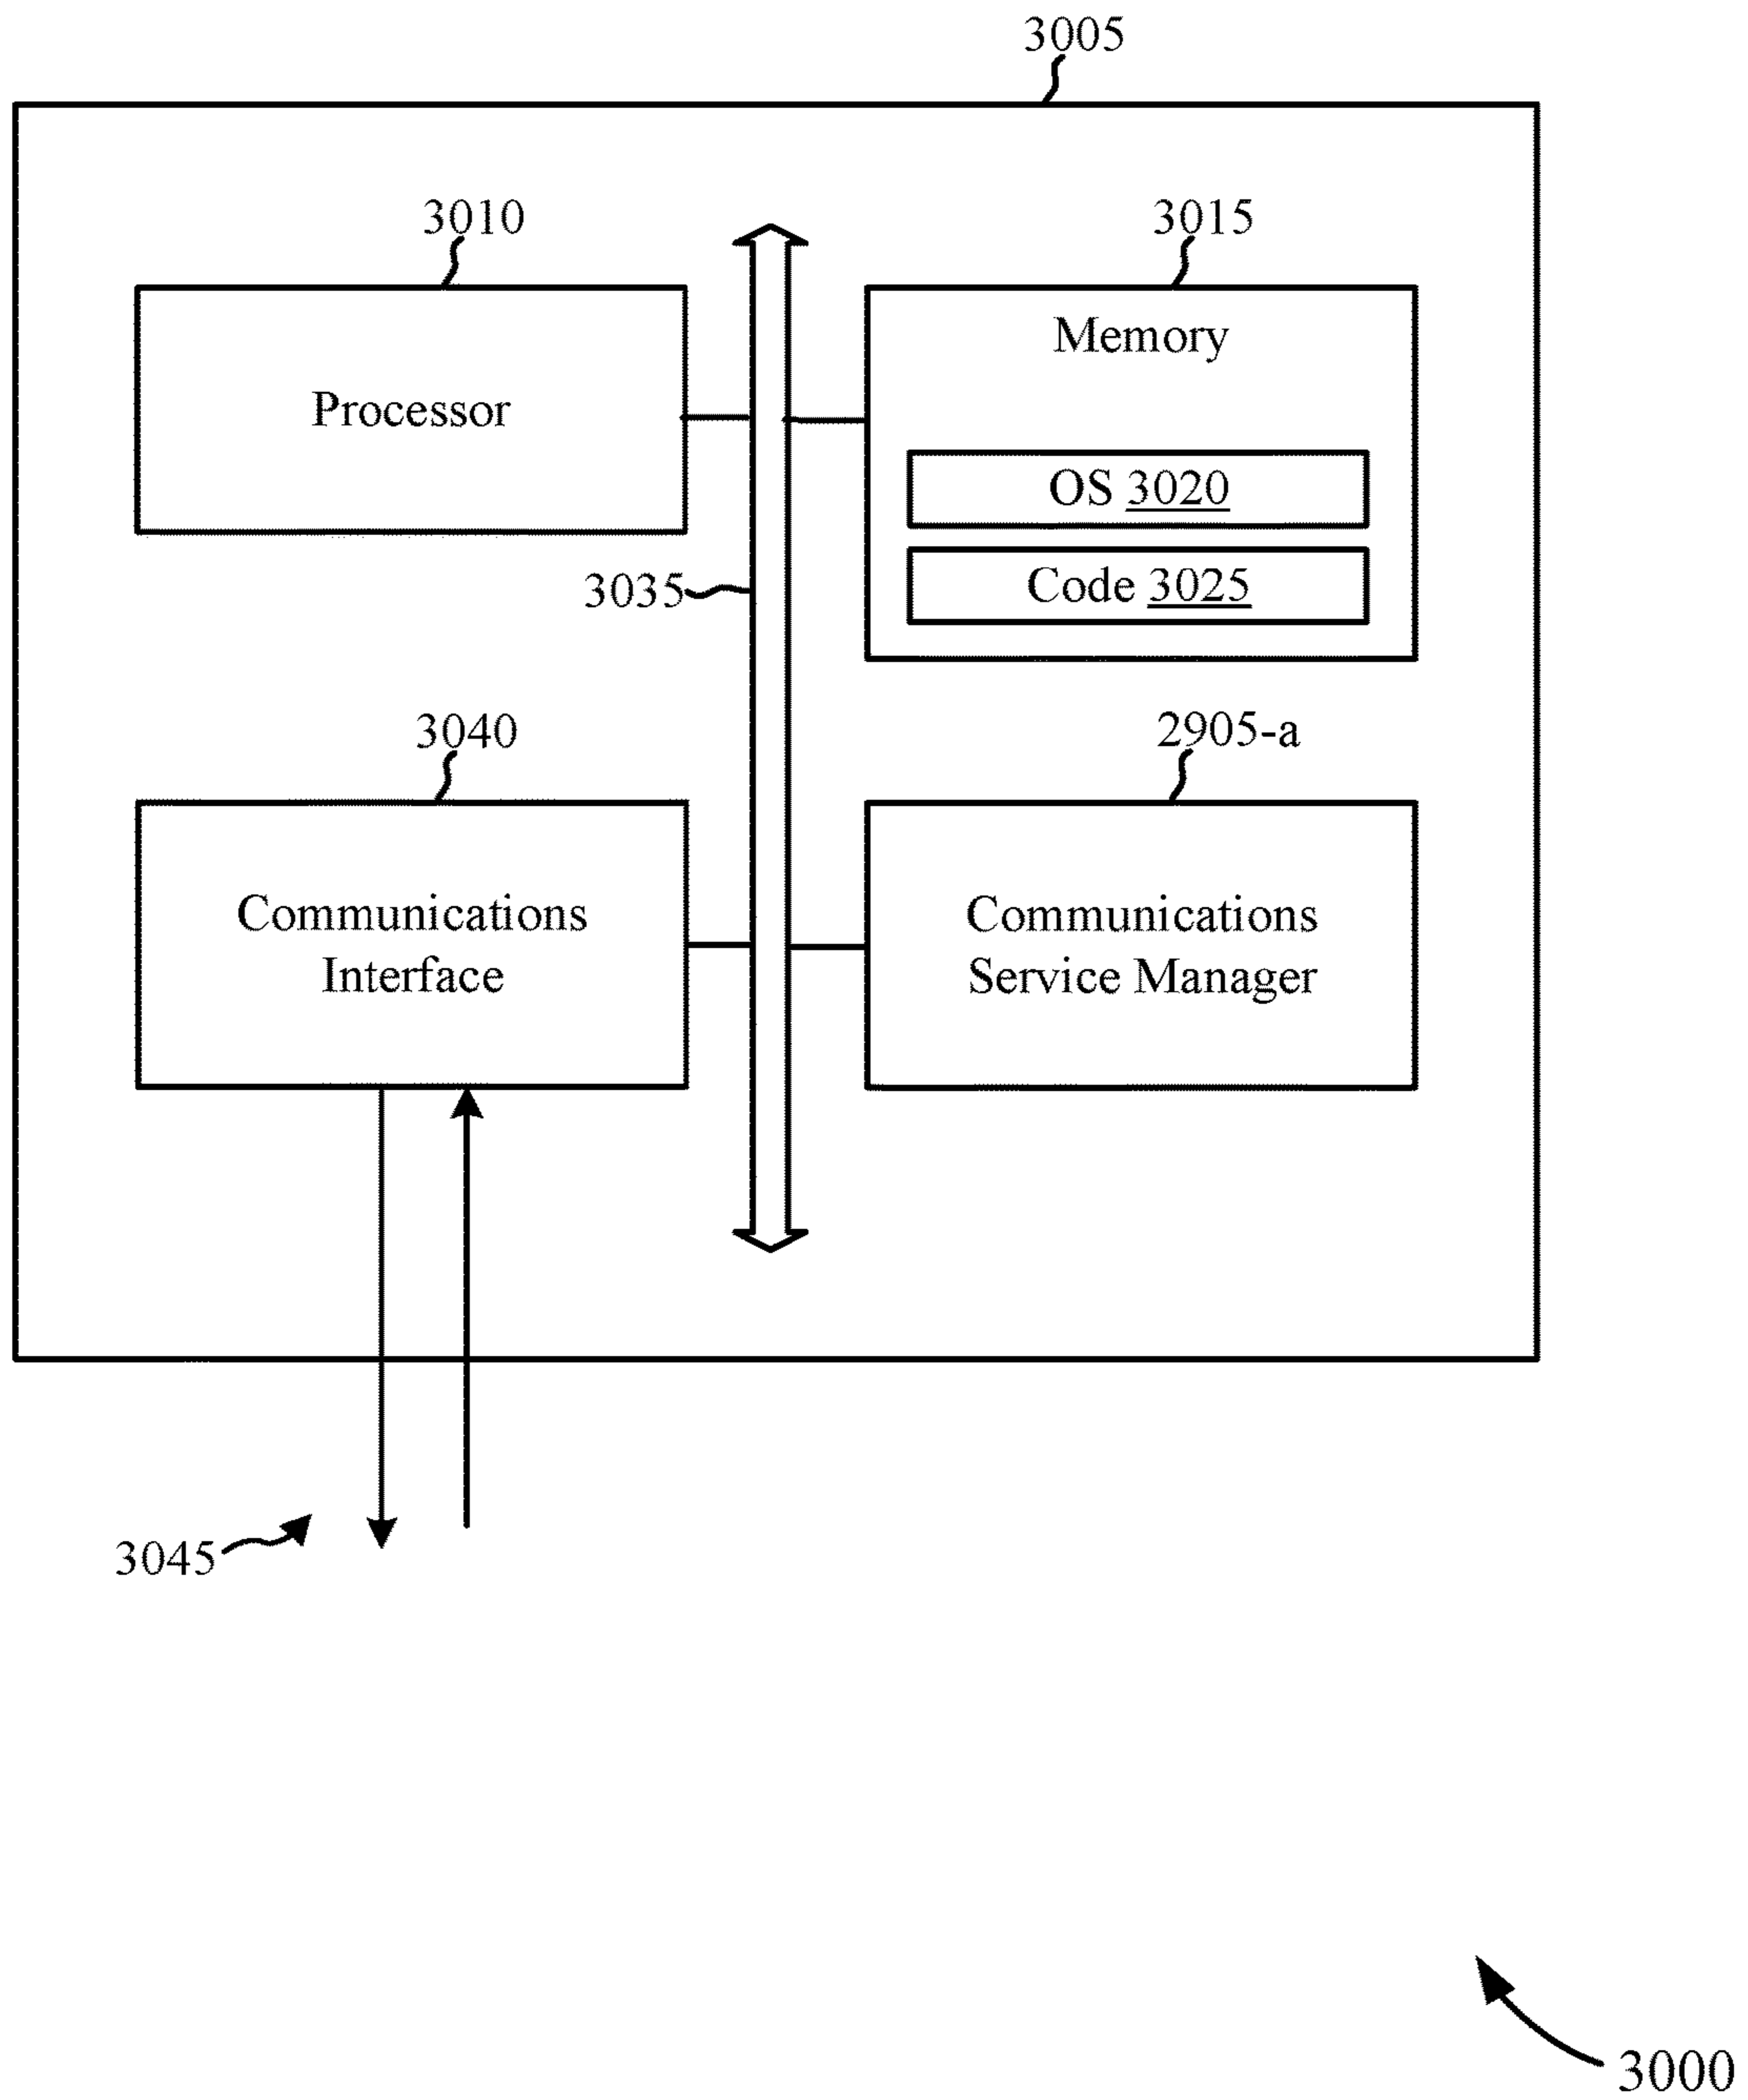 3005
3010
3015
Processor
Memory
OS 3020
Code 3025
3035
3040
2905-a
Communications
Interface
Communications
Service Manager
3045
3000